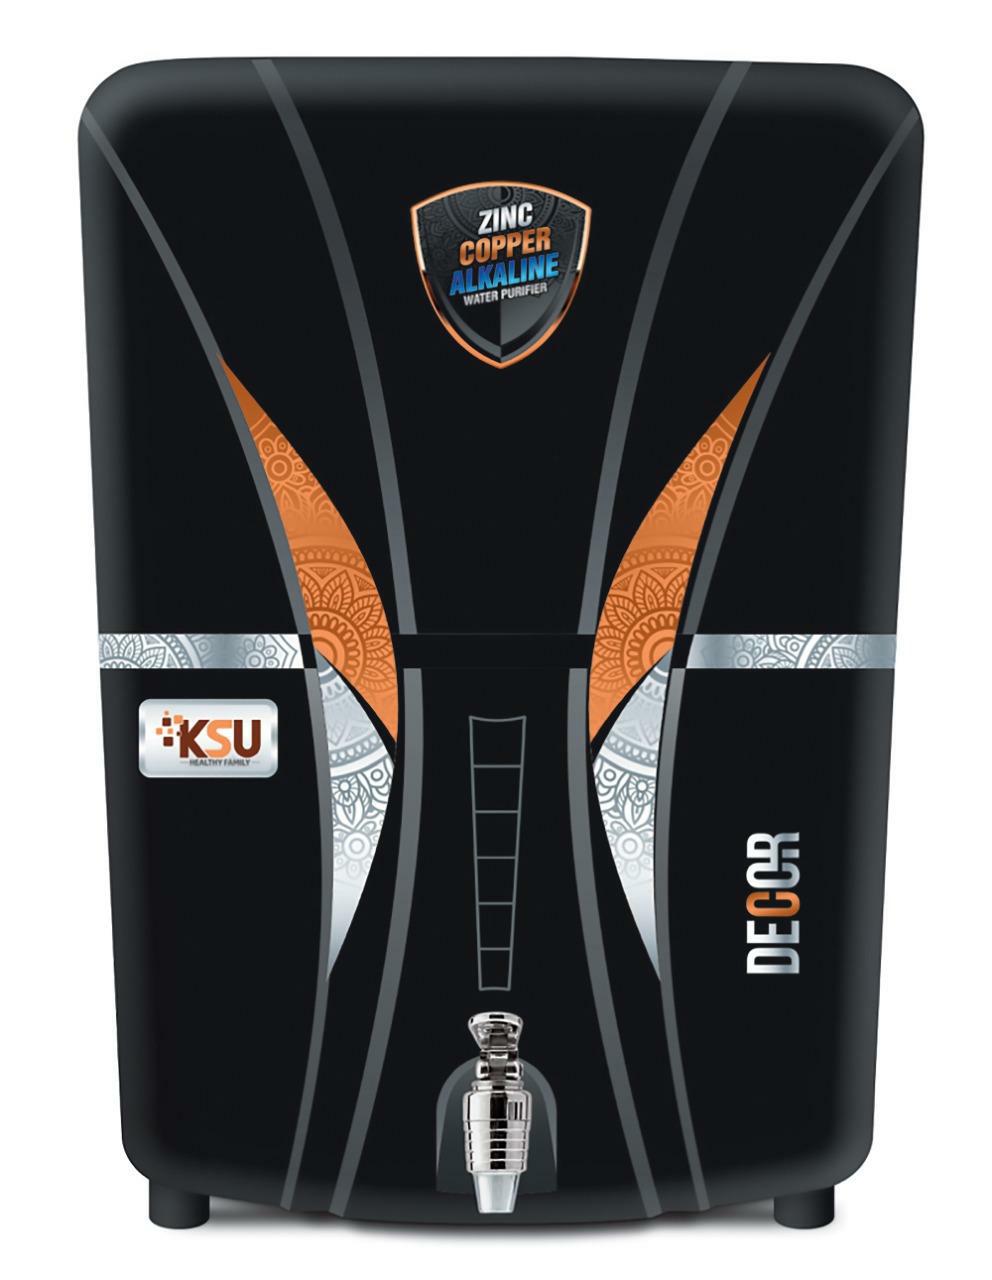 ZINC
COPPER
ALKALINE
WATER PURIFIER
KSU
HEALTHY FAMILY
DECOR